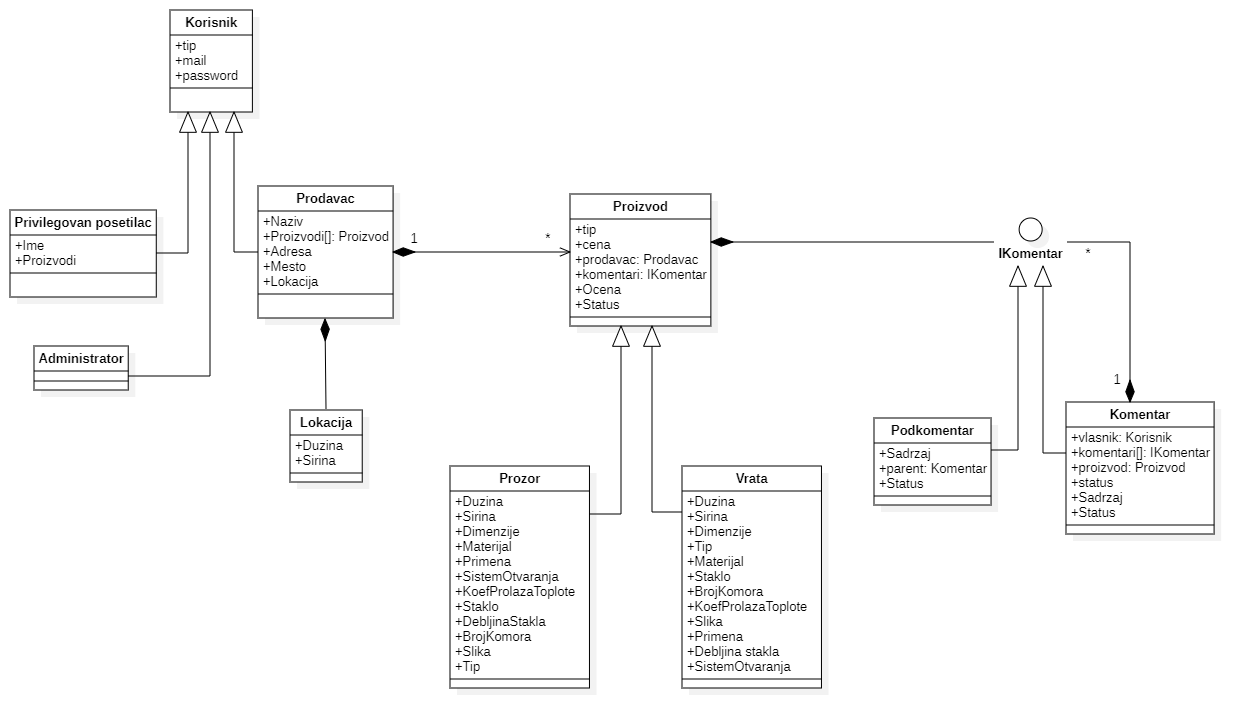 Korisnik
+tip
+mail
+password
Privilegovan posetilac
+Ime
+Proizvodi
Administrator
Prodavac
+Naziv
+Proizvodi[]: Proizvod
+Adresa
+Mesto
+Lokacija
1
*
Lokacija
+Duzina
+Sirina
Proizvod
+tip
+cena
+prodavac: Prodavac
+komentari: IKomentar
+Ocena
+Status
Prozor
+Duzina
+Sirina
+Dimenzije
+Materijal
+Primena
+SistemOtvaranja
+KoefProlazaToplote
+Staklo
+DebljinaStakla
+BrojKomora
+Slika
+Tip
Vrata
+Duzina
+Sirina
+Dimenzije
+Tip
+Materijal
+Staklo
+BrojKomora
+KoefProlazaToplote
+Slika
+Primena
+Debljina stakla
+SistemOtvaranja
IKomentar
*
1
Podkomentar
+Sadrzaj
+parent: Komentar
+Status
Komentar
+vlasnik: Korisnik
+komentari[]: IKomentar
+proizvod: Proizvod
+status
+Sadrzaj
+Status